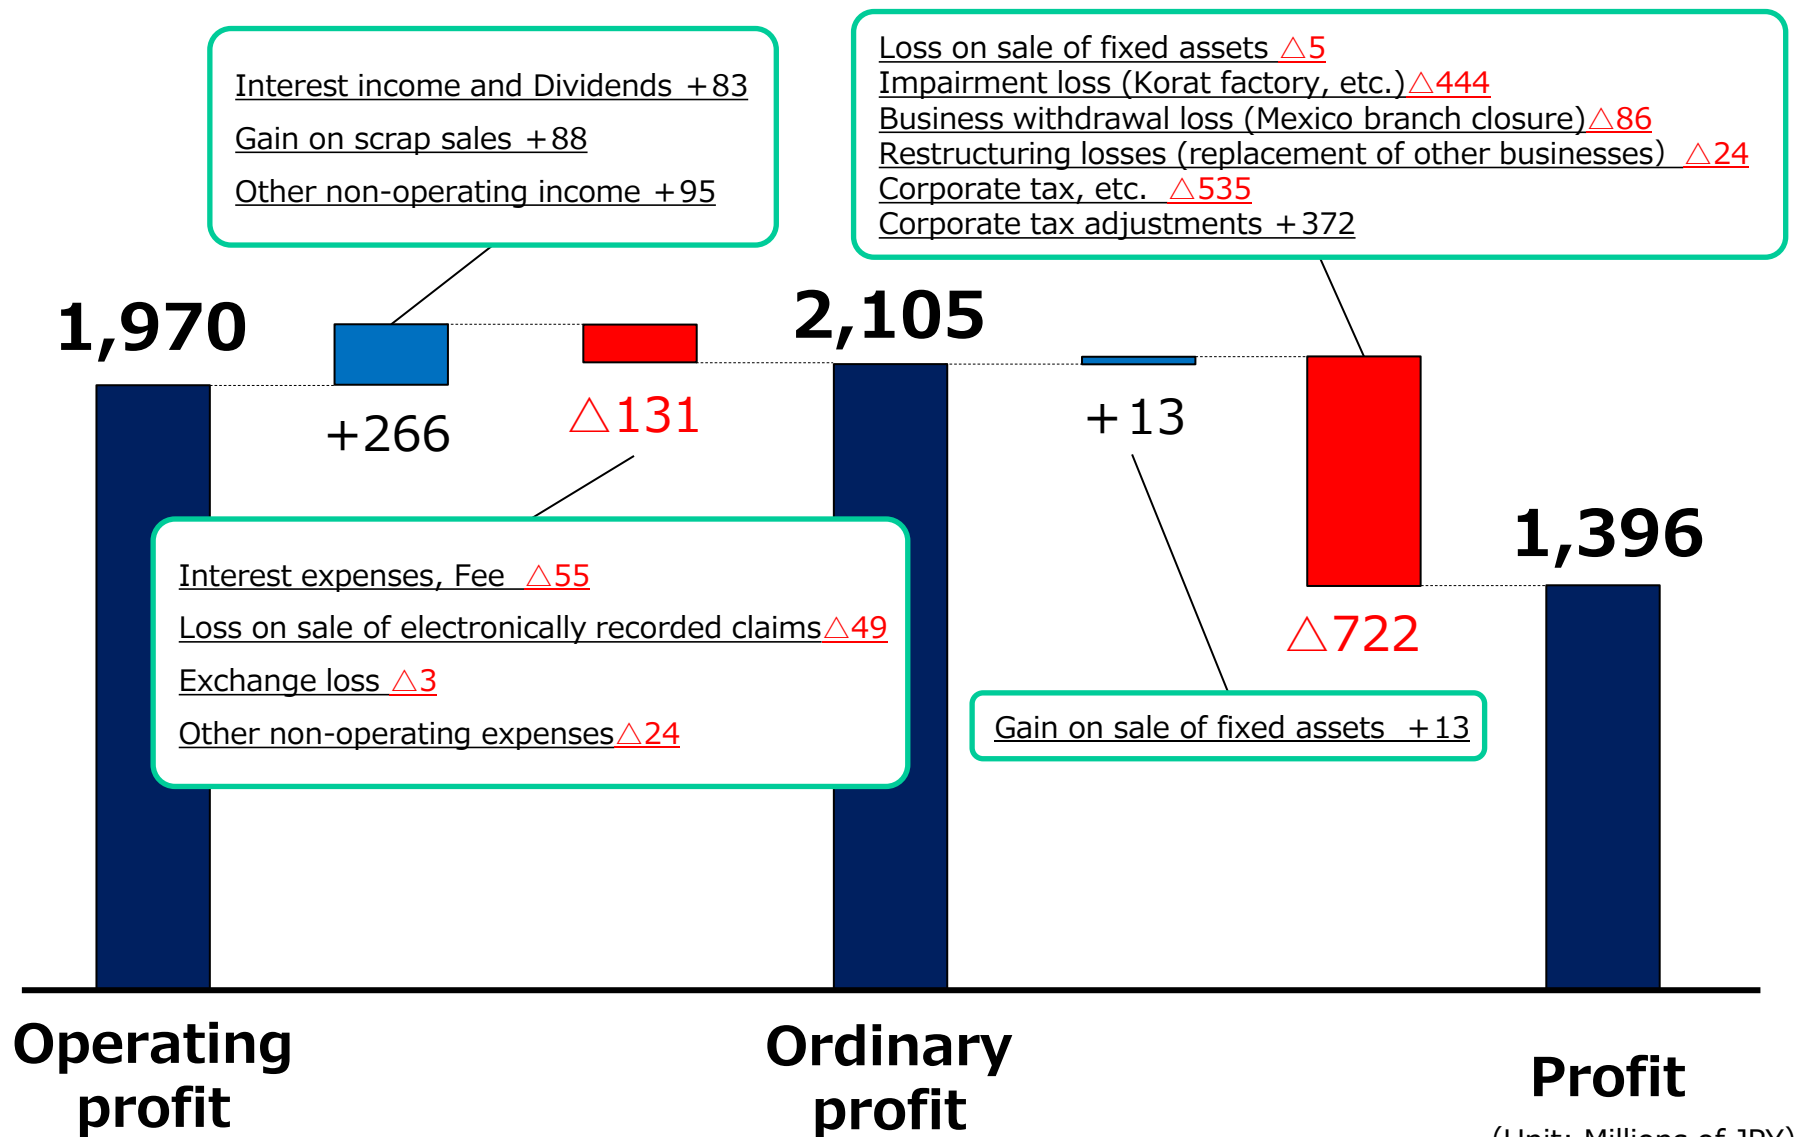 Interest income and Dividends +83
Gain on scrap sales +88
Other non-operating income +95
Loss on sale of fixed assets △5
Impairment loss (Korat factory, etc.)△444
Business withdrawal loss (Mexico branch closure)△86
Restructuring losses (replacement of other businesses) △24
Corporate tax, etc. △535
Corporate tax adjustments +372
1,970
+266
△131
2,105
+13
△722
1,396
Interest expenses, Fee △55
Loss on sale of electronically recorded claims△49
Exchange loss △3
Other non-operating expenses△24
Gain on sale of fixed assets +13
Operating
profit
Ordinary
profit
Profit
(Unit: Millions of JPY)